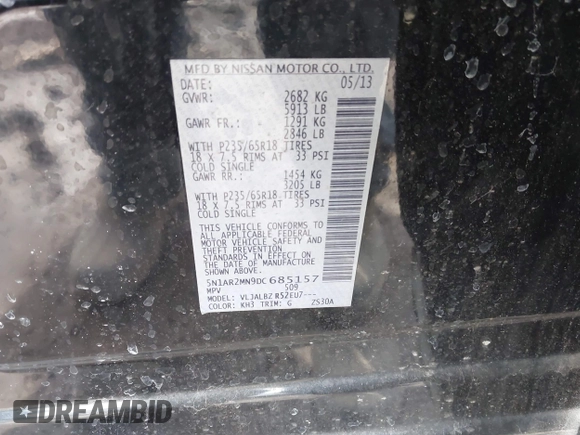 MFD BY NISSAN MOTOR CO., LTD.
DATE: 05/13
GVWR: 2682 KG
5913 LB
GAWR FR.: 1291 KG
2846 LB
WITH P235/65R18 TIRES
18 X 7.5 RIMS AT 33 PSI
COLD SINGLE
GAWR RR.: 1454 KG
3205 LB
WITH P235/65R18 TIRES
18 X 7.5 RIMS AT 33 PSI
COLD SINGLE
THIS VEHICLE CONFORMS TO
ALL APPLICABLE FEDERAL
MOTOR VEHICLE SAFETY AND
THEFT PREVENTION
STANDARDS IN EFFECT ON
THE DATE OF MANUFACTURE
SHOWN ABOVE.
5N1AR2MN9DC685157
MPV 509
MODEL: VLJALBZ R52EU7---
COLOR: KH3 TRIM: G ZS30A
DREAMBID